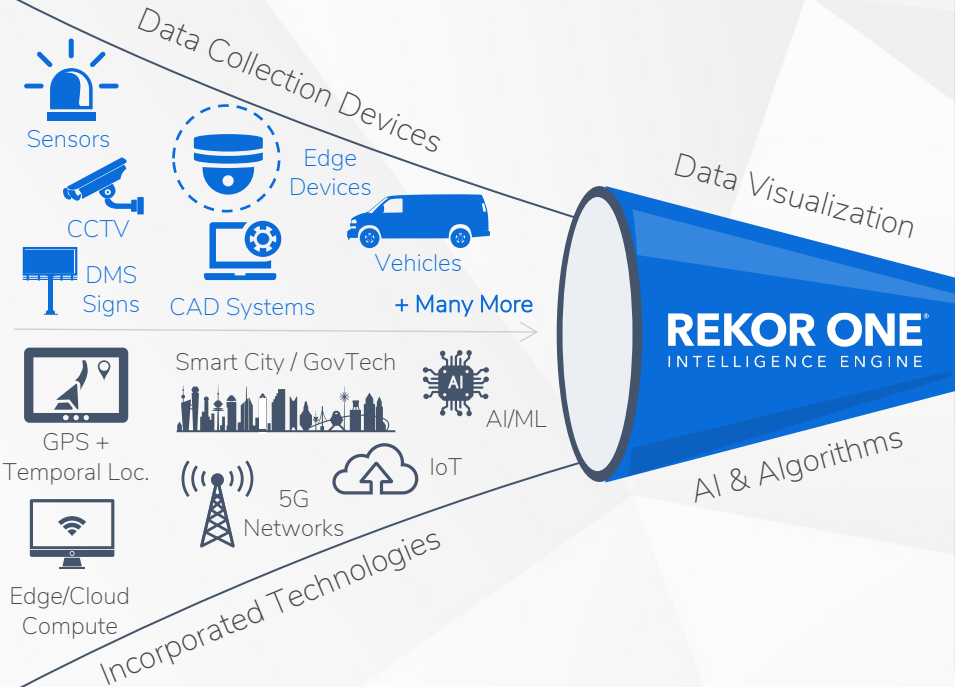 Data Collection Devices
Sensors
Edge
Devices
CCTV
Vehicles
DMS
Signs
CAD Systems
+ Many More
Data Visualization
REKOR ONE®
INTELLIGENCE ENGINE
Smart City / GovTech
AI
AI/ML
GPS +
Temporal Loc.
IoT
5G
Networks
Edge/Cloud
Compute
AI & Algorithms
Incorporated Technologies